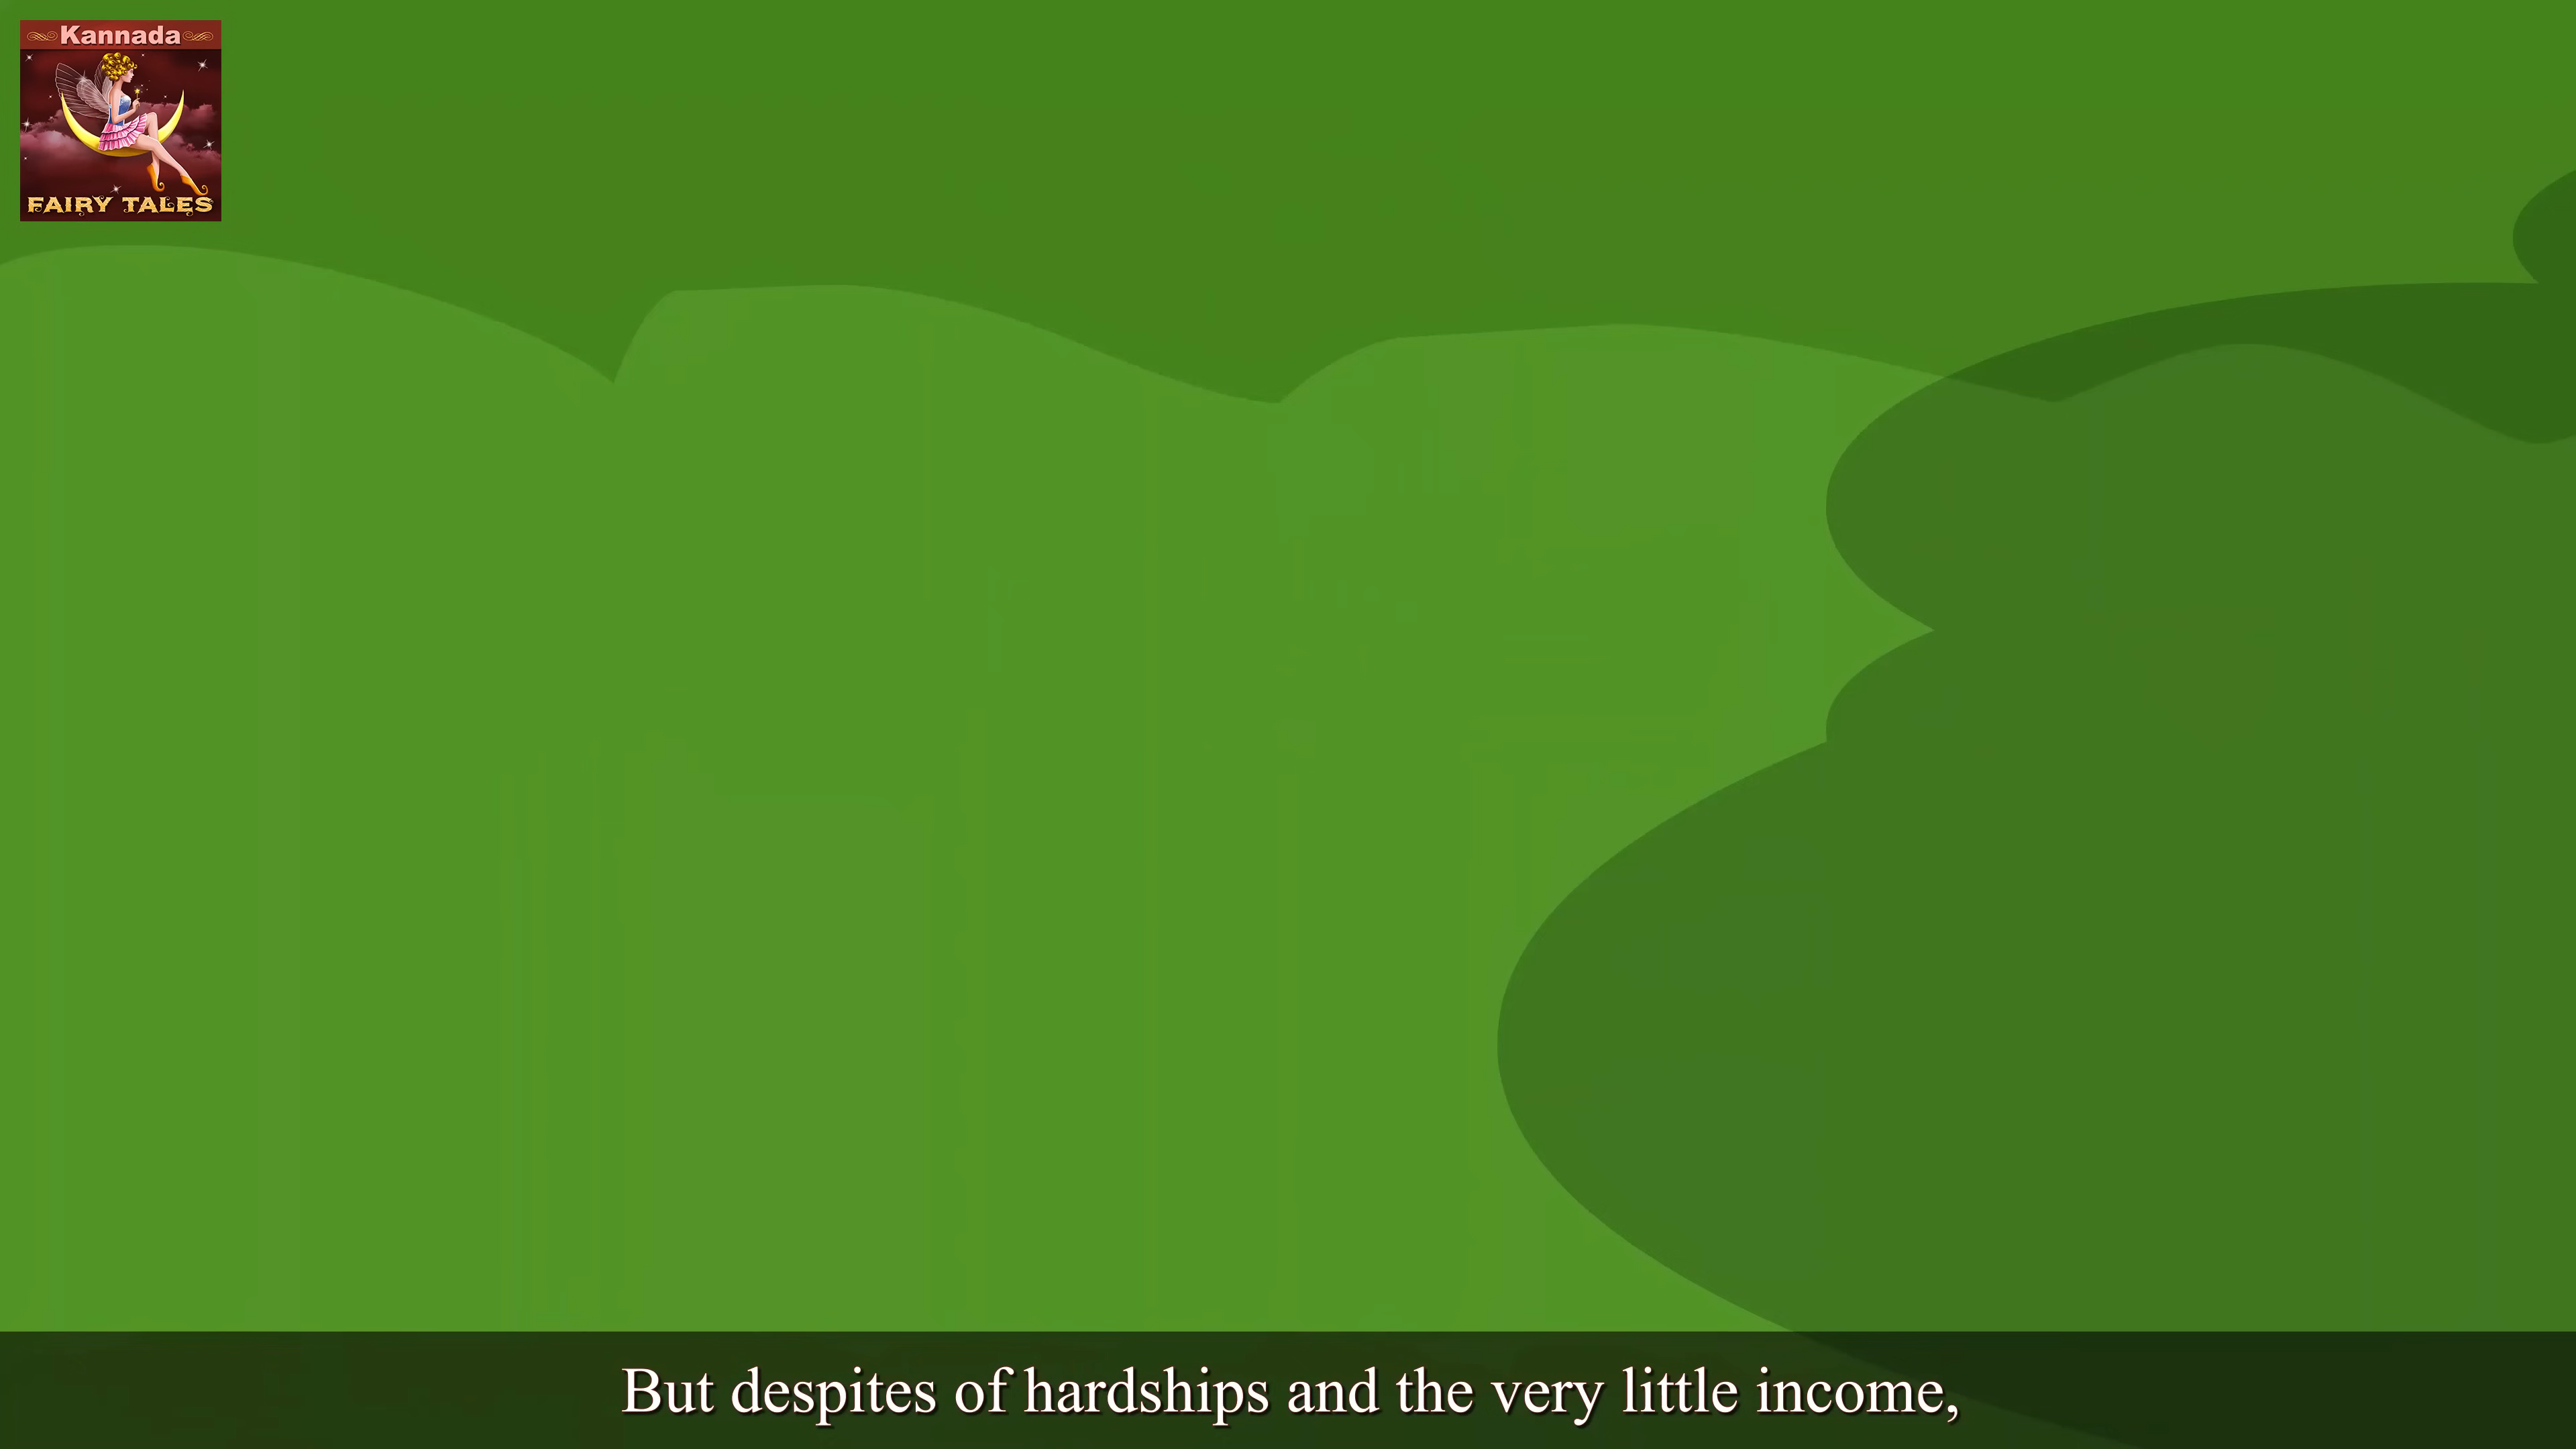 Kannada
FAIRY TALES
But despites of hardships and the very little income,